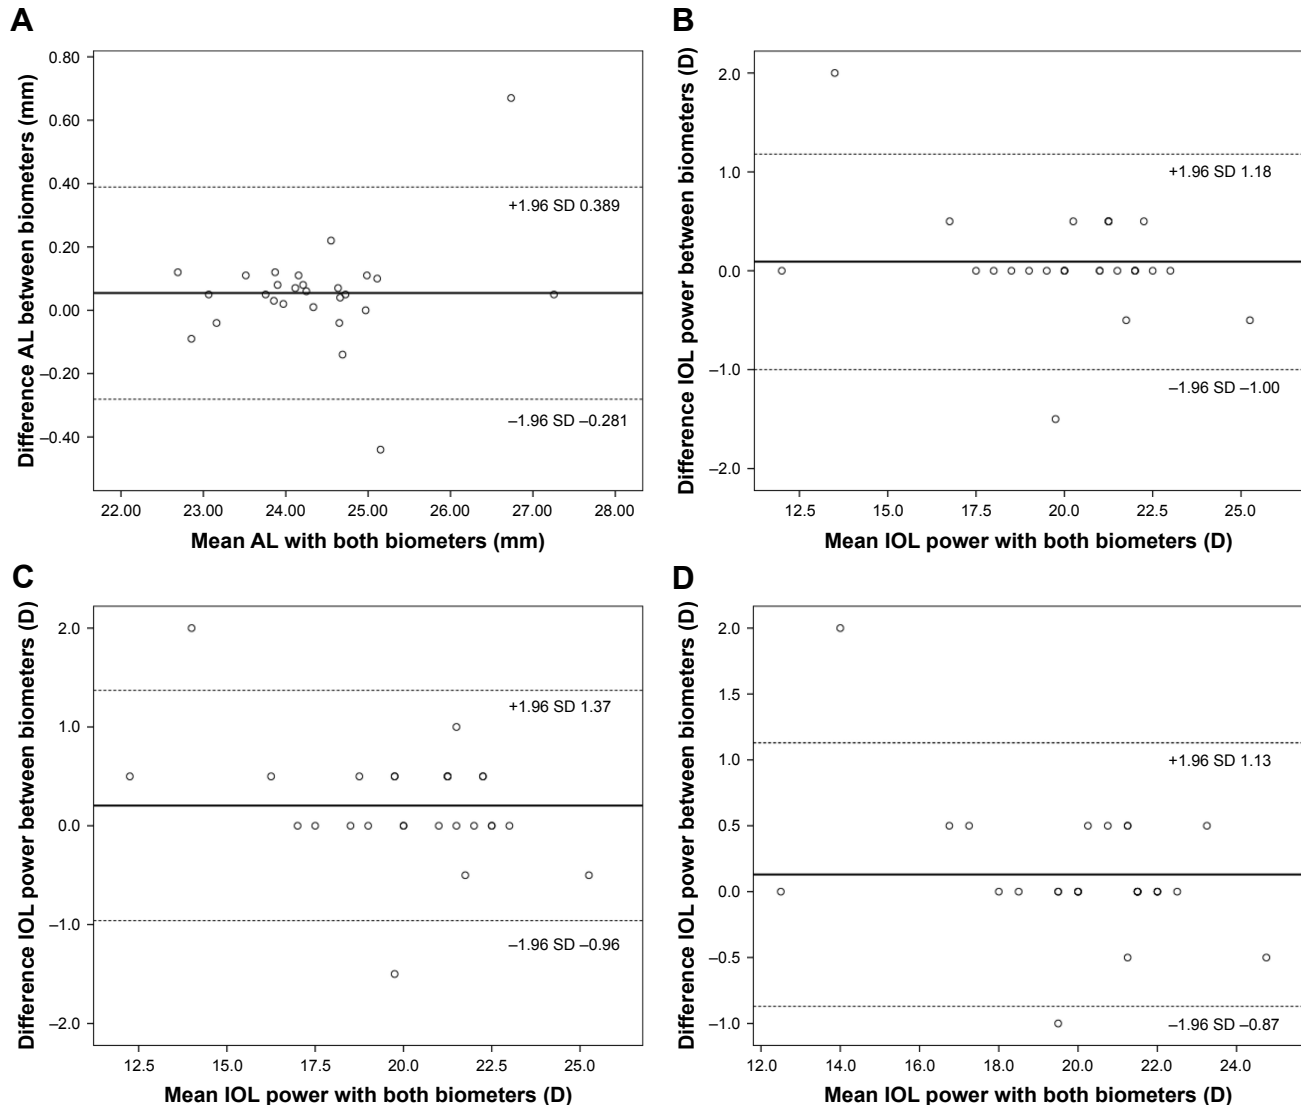 A
Difference AL between biometers (mm)
0.80
0.60
0.40
0.20
0.00
–0.20
–0.40
+1.96 SD 0.389
–1.96 SD –0.281
22.00 23.00 24.00 25.00 26.00 27.00 28.00
Mean AL with both biometers (mm)
B
Difference IOL power between biometers (D)
2.0
1.0
0.0
–1.0
–2.0
+1.96 SD 1.18
–1.96 SD –1.00
12.5 15.0 17.5 20.0 22.5 25.0
Mean IOL power with both biometers (D)
C
Difference IOL power between biometers (D)
2.0
1.0
0.0
–1.0
–2.0
+1.96 SD 1.37
–1.96 SD –0.96
12.5 15.0 17.5 20.0 22.5 25.0
Mean IOL power with both biometers (D)
D
Difference IOL power between biometers (D)
2.0
1.5
1.0
0.5
0.0
–0.5
–1.0
+1.96 SD 1.13
–1.96 SD –0.87
12.0 14.0 16.0 18.0 20.0 22.0 24.0
Mean IOL power with both biometers (D)